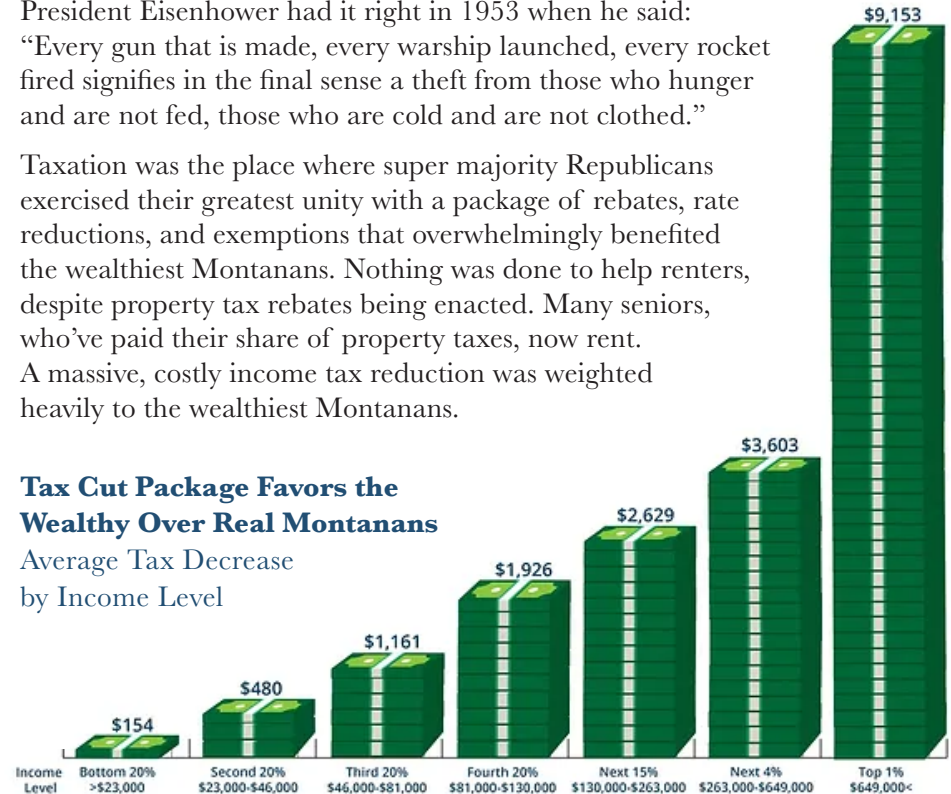 President Eisenhower had it right in 1953 when he said:
“Every gun that is made, every warship launched, every rocket
fired signifies in the final sense a theft from those who hunger
and are not fed, those who are cold and are not clothed.”
Taxation was the place where super majority Republicans
exercised their greatest unity with a package of rebates, rate
reductions, and exemptions that overwhelmingly benefited
the wealthiest Montanans. Nothing was done to help renters,
despite property tax rebates being enacted. Many seniors,
who’ve paid their share of property taxes, now rent.
A massive, costly income tax reduction was weighted
heavily to the wealthiest Montanans.
Tax Cut Package Favors the
Wealthy Over Real Montanans
Average Tax Decrease
by Income Level
$154
$480
$1,161
$1,926
$2,629
$3,603
$9,153
Income Level
Bottom 20%
>$23,000
Second 20%
$23,000-$46,000
Third 20%
$46,000-$81,000
Fourth 20%
$81,000-$130,000
Next 15%
$130,000-$263,000
Next 4%
$263,000-$649,000
Top 1%
$649,000<